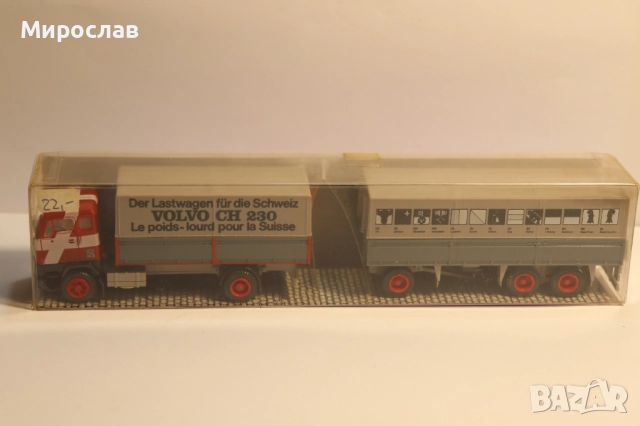 Мирослав
22,-
Der Lastwagen für die Schweiz
VOLVO CH 230
Le poids-lourd pour la Suisse
BAZAR